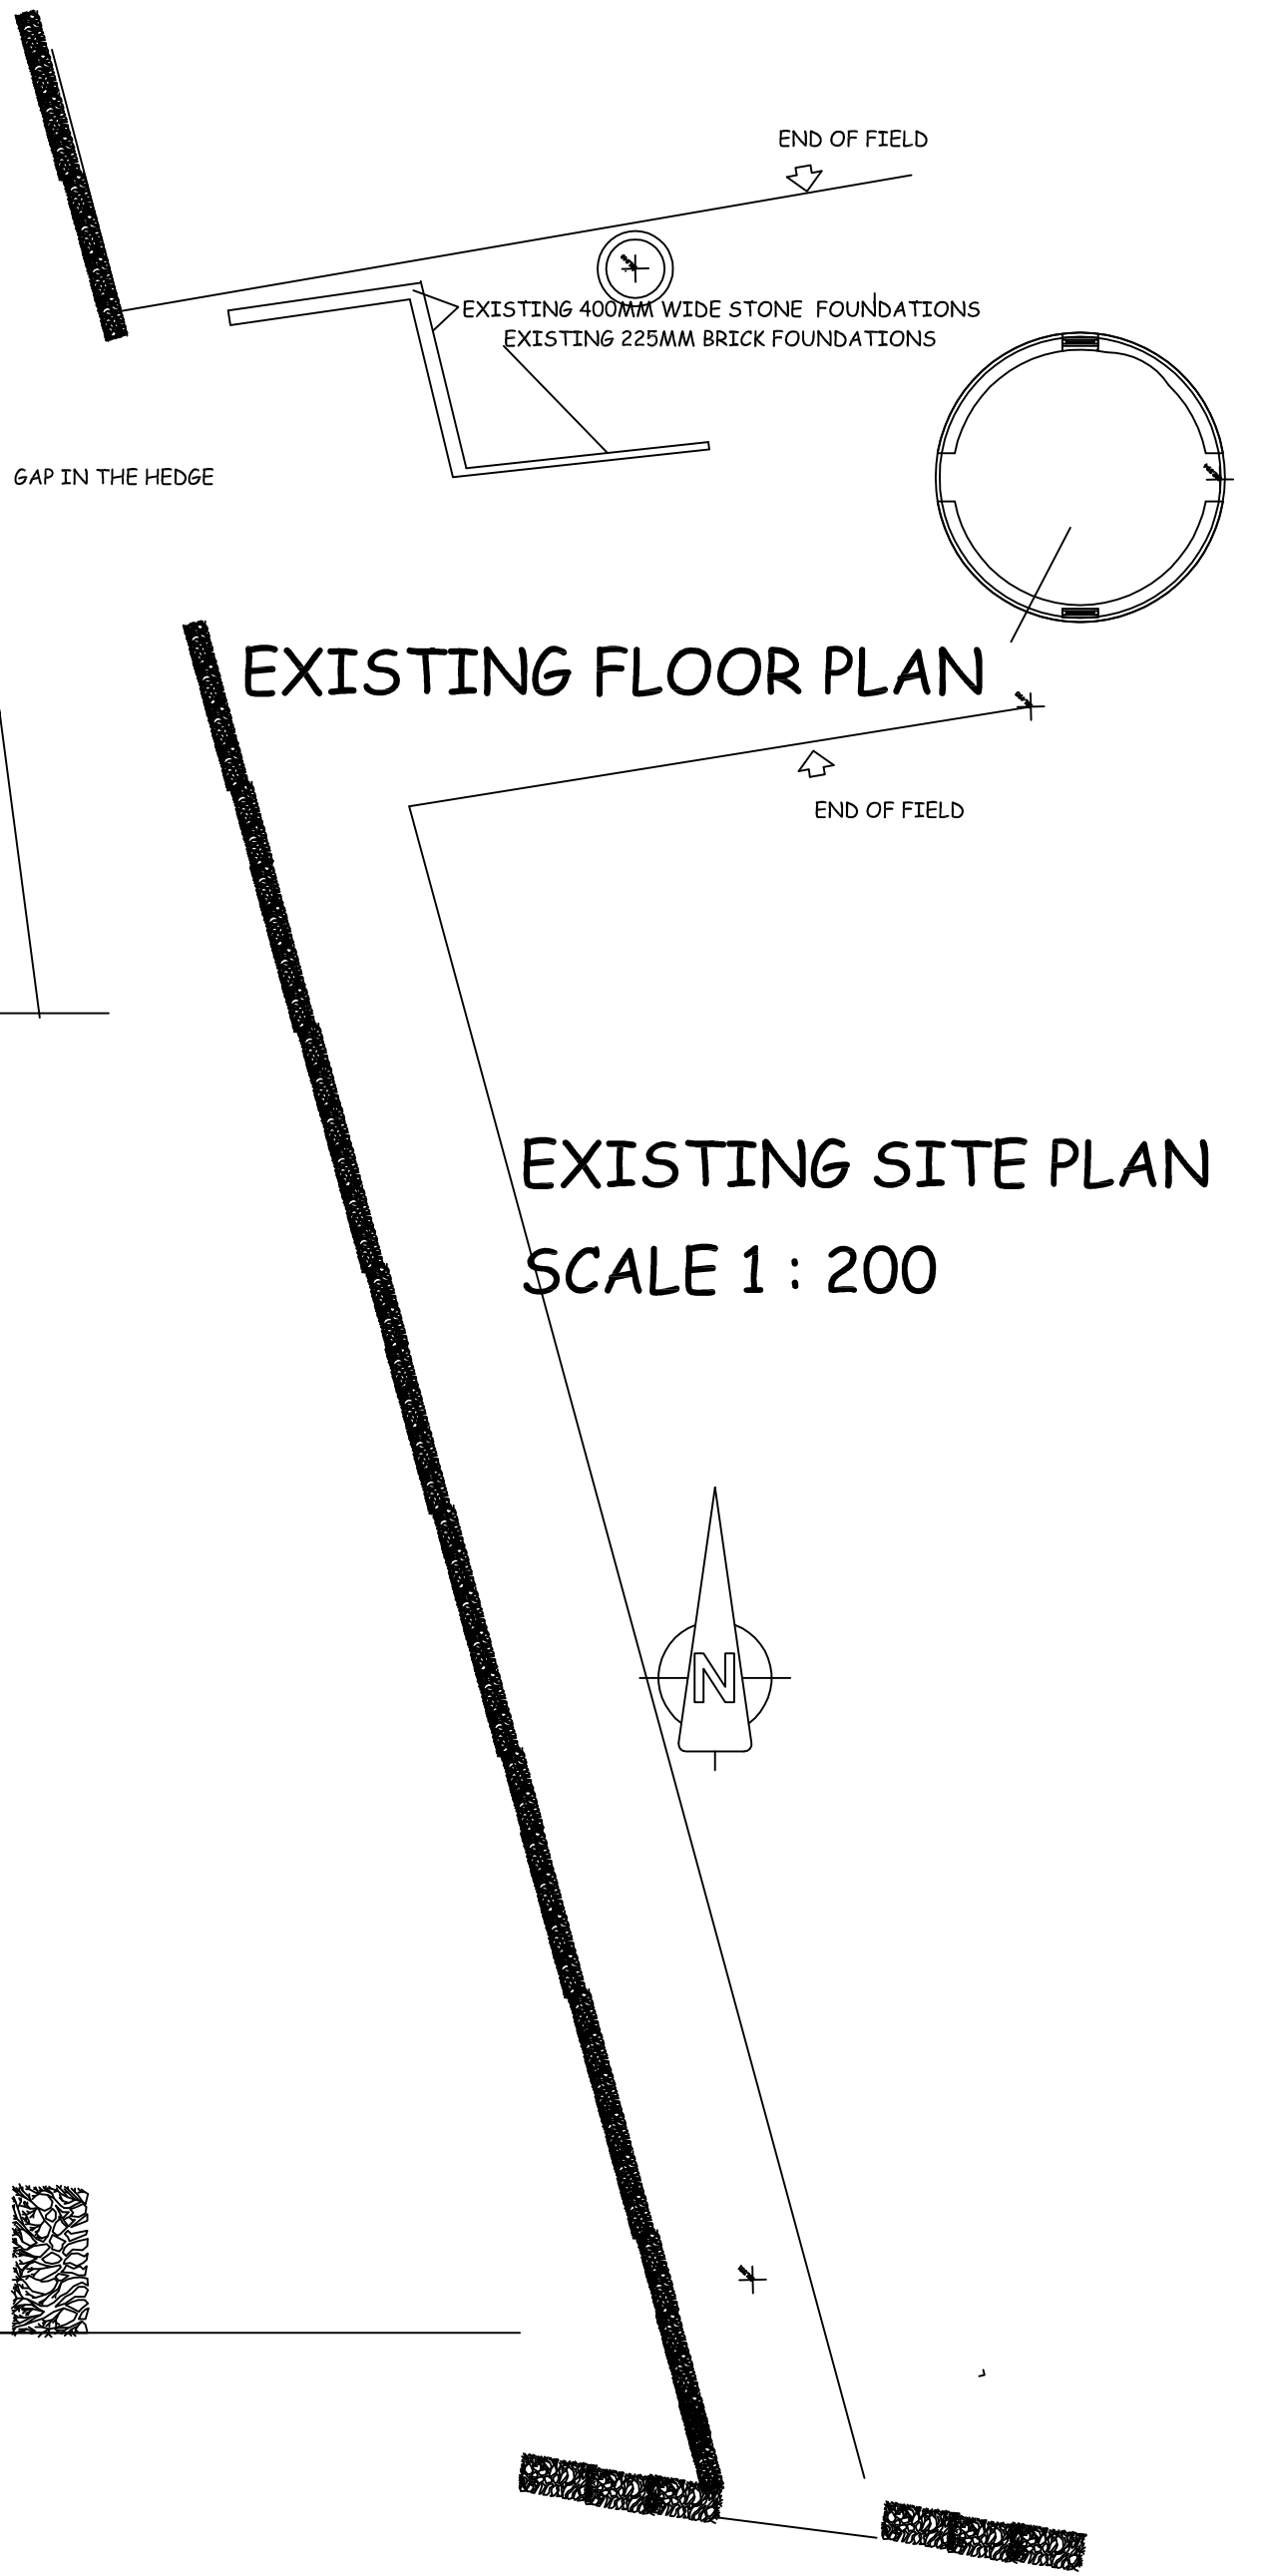 END OF FIELD
EXISTING 400MM WIDE STONE FOUNDATIONS
EXISTING 225MM BRICK FOUNDATIONS
GAP IN THE HEDGE
EXISTING FLOOR PLAN
END OF FIELD
EXISTING SITE PLAN
SCALE 1 : 200
N